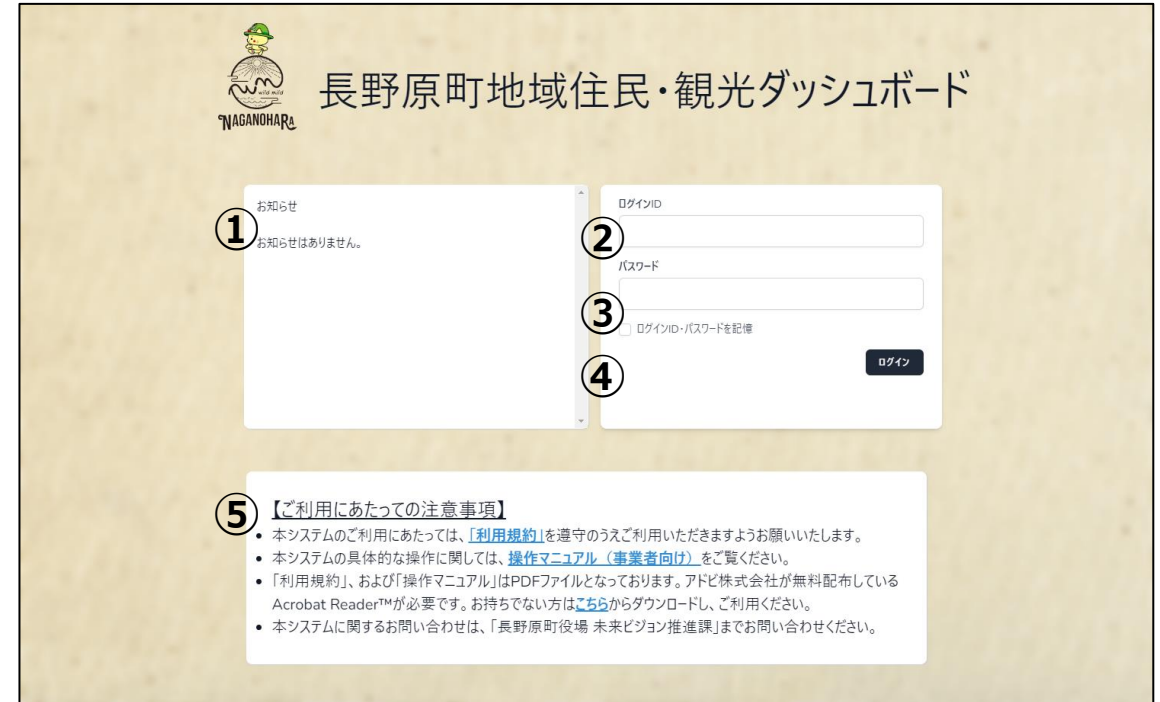 wild mild
NAGANOHARA
長野原町地域住民・観光ダッシュボード
①
お知らせ
お知らせはありません。
②
ログインID
パスワード
③
ログインID・パスワードを記憶
④
ログイン
⑤
【ご利用にあたっての注意事項】
• 本システムのご利用にあたっては、「利用規約」を遵守のうえご利用いただきますようお願いいたします。
• 本システムの具体的な操作に関しては、操作マニュアル（事業者向け）をご覧ください。
• 「利用規約」、および「操作マニュアル」はPDFファイルとなっております。アドビ株式会社が無料配布している
Acrobat Reader™が必要です。お持ちでない方はこちらからダウンロードし、ご利用ください。
• 本システムに関するお問い合わせは、「長野原町役場 未来ビジョン推進課」までお問い合わせください。